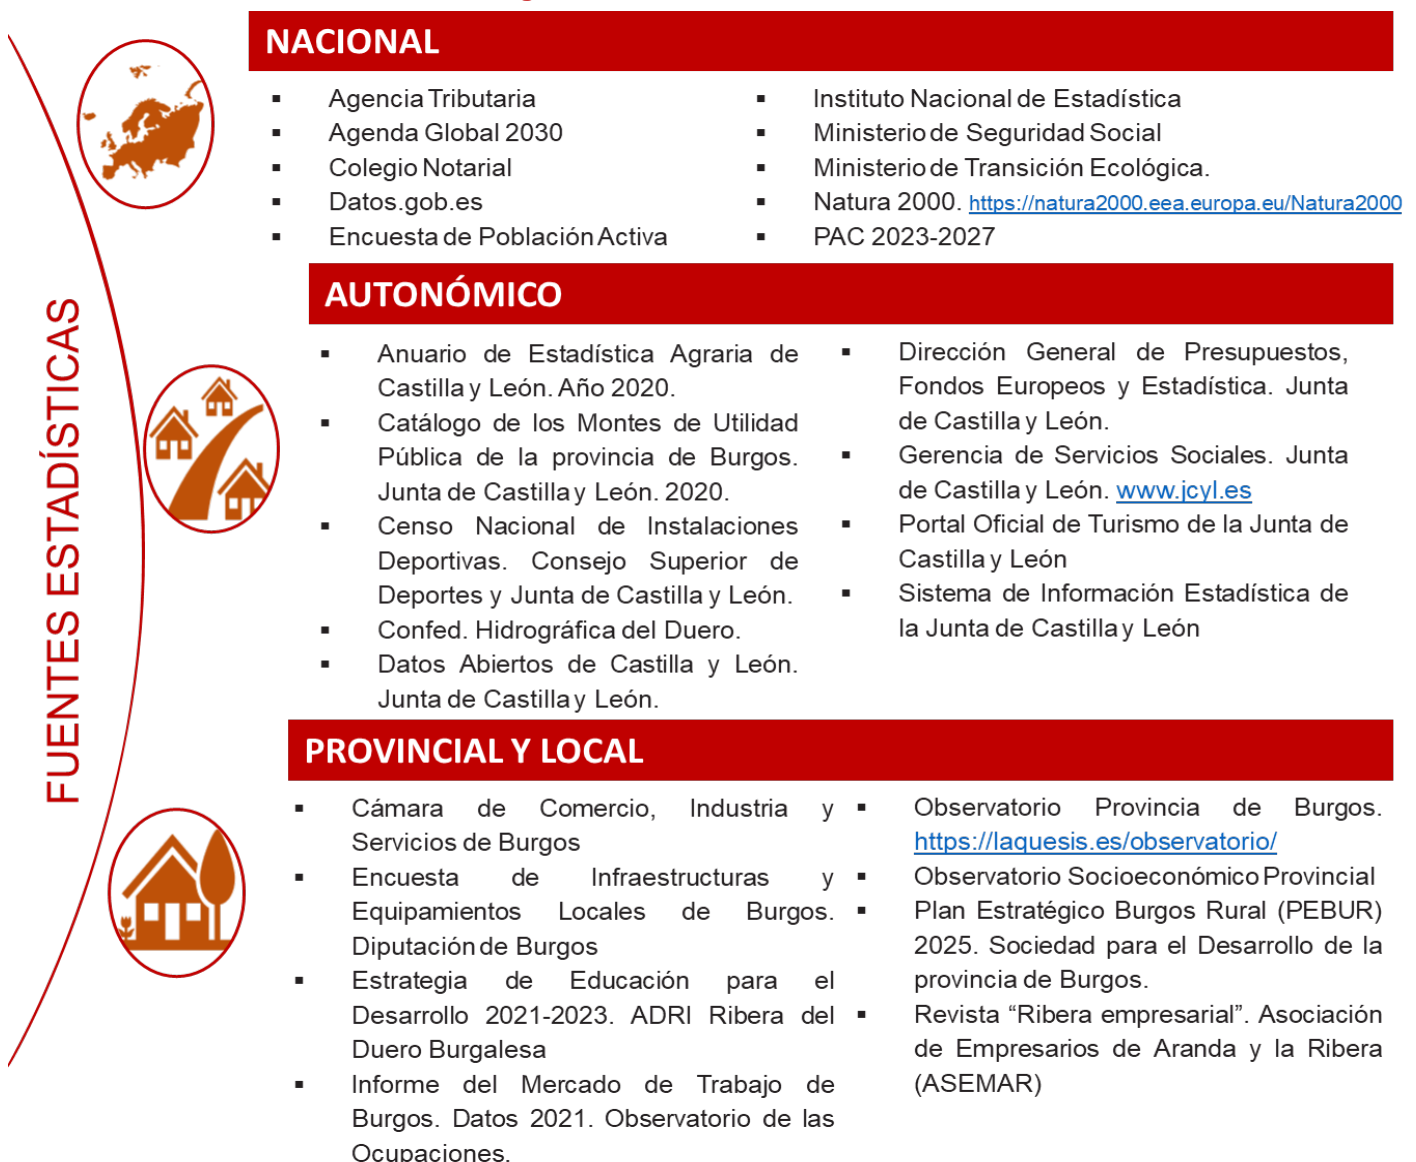 FUENTES ESTADÍSTICAS
NACIONAL
▪ Agencia Tributaria
▪ Agenda Global 2030
▪ Colegio Notarial
▪ Datos.gob.es
▪ Encuesta de Población Activa
▪ Instituto Nacional de Estadística
▪ Ministerio de Seguridad Social
▪ Ministerio de Transición Ecológica.
▪ Natura 2000. https://natura2000.eea.europa.eu/Natura2000
▪ PAC 2023-2027
AUTONÓMICO
▪ Anuario de Estadística Agraria de
Castilla y León. Año 2020.
▪ Catálogo de los Montes de Utilidad
Pública de la provincia de Burgos.
Junta de Castilla y León. 2020.
▪ Censo Nacional de Instalaciones
Deportivas. Consejo Superior de
Deportes y Junta de Castilla y León.
▪ Confed. Hidrográfica del Duero.
▪ Datos Abiertos de Castilla y León.
Junta de Castilla y León.
▪ Dirección General de Presupuestos,
Fondos Europeos y Estadística. Junta
de Castilla y León.
▪ Gerencia de Servicios Sociales. Junta
de Castilla y León. www.jcyl.es
▪ Portal Oficial de Turismo de la Junta de
Castilla y León
▪ Sistema de Información Estadística de
la Junta de Castilla y León
PROVINCIAL Y LOCAL
▪ Cámara de Comercio, Industria y
Servicios de Burgos
▪ Encuesta de Infraestructuras y
Equipamientos Locales de Burgos.
Diputación de Burgos
▪ Estrategia de Educación para el
Desarrollo 2021-2023. ADRI Ribera del
Duero Burgalesa
▪ Informe del Mercado de Trabajo de
Burgos. Datos 2021. Observatorio de las
Ocupaciones.
▪ Observatorio Provincia de Burgos.
https://laquesis.es/observatorio/
▪ Observatorio Socioeconómico Provincial
▪ Plan Estratégico Burgos Rural (PEBUR)
2025. Sociedad para el Desarrollo de la
provincia de Burgos.
▪ Revista “Ribera empresarial”. Asociación
de Empresarios de Aranda y la Ribera
(ASEMAR)